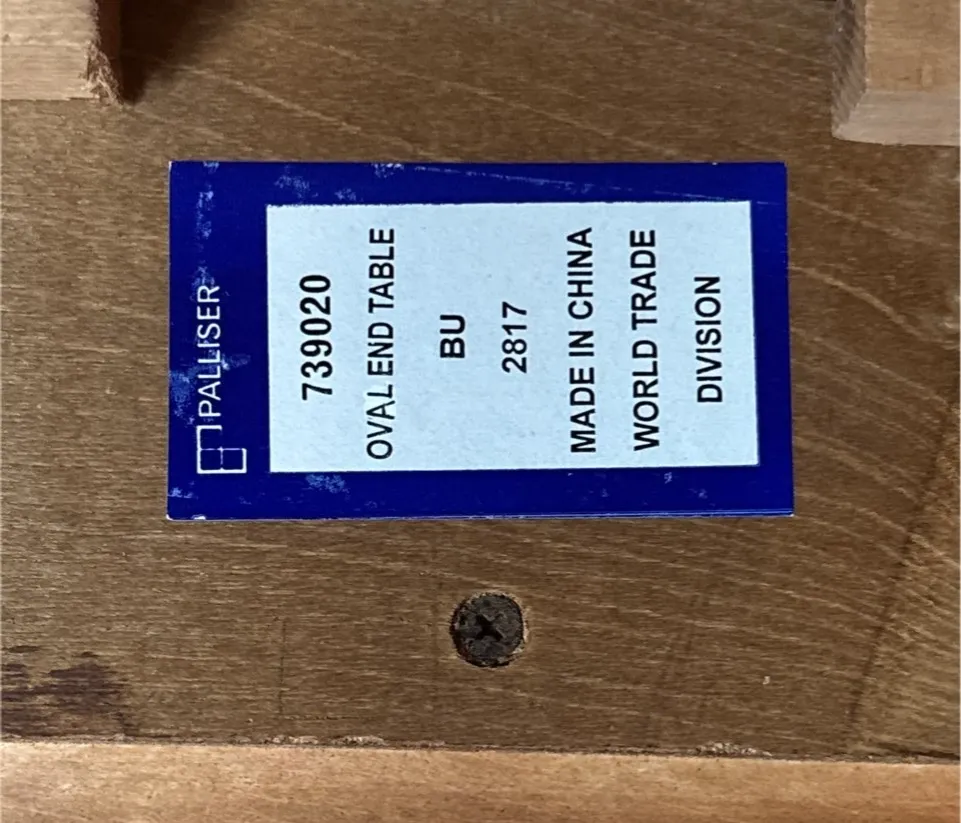 PALLISER
739020
OVAL END TABLE
BU
2817
MADE IN CHINA
WORLD TRADE
DIVISION